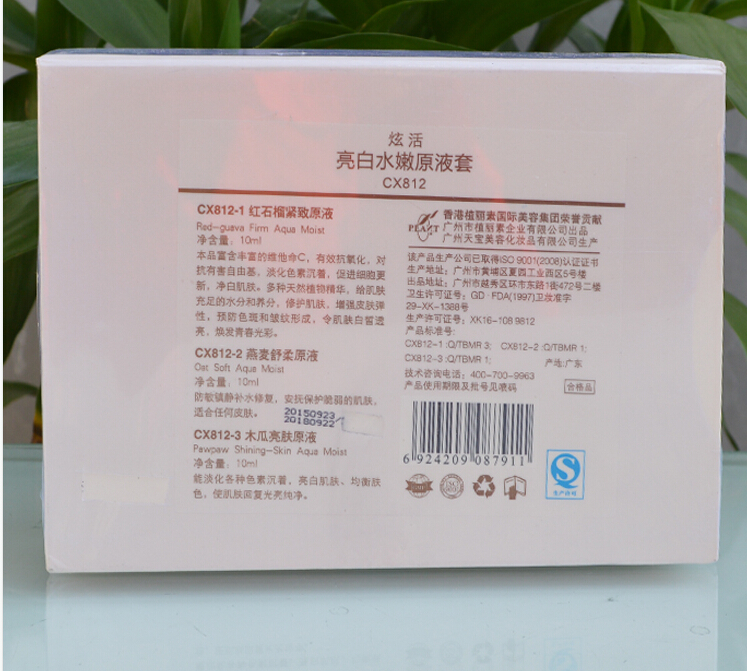 炫活
亮白水嫩原液套
CX812
CX812-1 红石榴紧致原液
Red-guava Firm Aqua Moist
净含量：10ml
本品富含丰富的维他命C，有效抗氧化，对
抗有害自由基，淡化色素沉着，促进细胞更
新，净白肌肤。多种天然植物精华，给肌肤
充足的水分和养分，修护肌肤，增强皮肤弹
性，预防色斑和皱纹形成，令肌肤白皙透
亮，焕发青春光彩。
CX812-2 燕麦舒柔原液
Oat Soft Aqua Moist
净含量：10ml
防敏镇静补水修复，安抚保护脆弱的肌肤，
适合任何皮肤。
20150923
20180922
CX812-3 木瓜亮肤原液
Pawpaw Shining-Skin Aqua Moist
净含量：10ml
能淡化各种色素沉着，亮白肌肤、均衡肤
色，使肌肤回复光亮纯净。
PLAZT
香港植丽素国际美容集团荣誉贡献
广州市植丽素企业有限公司出品
广州天宝美容化妆品有限公司生产
该产品生产公司已取得ISO 9001(2008)认证证书
生产地址：广州市黄埔区夏园工业西区5号楼
出品地址：广州市越秀区环市东路472号二楼
卫生许可证号：GD·FDA(1997)卫妆准字
29-XK-1388号
生产许可证号：XK16-108 9812
产品标准号：
CX812-1 :Q/TBMR 3; CX812-2 :Q/TBMR 1;
CX812-3 :Q/TBMR 1; 产地:广东
技术咨询电话：400-700-9963
产品使用期限及批号见喷码
合格品
6 924209 087911
生产许可